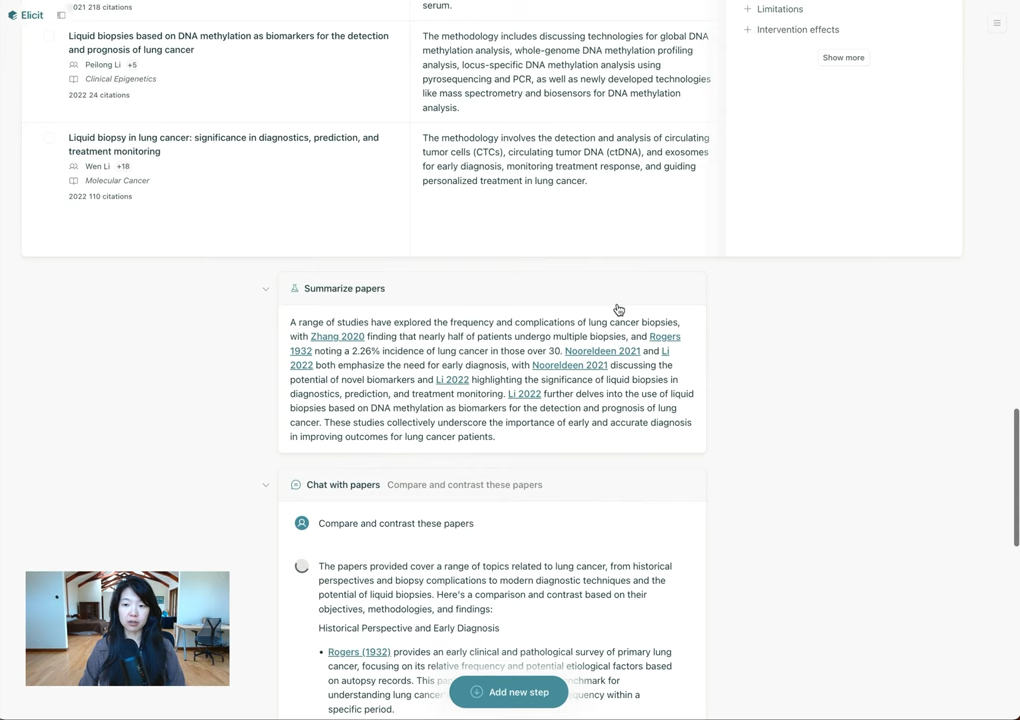 Elicit
2021 218 citations
serum.
Limitations
Intervention effects
Show more
Liquid biopsies based on DNA methylation as biomarkers for the detection
and prognosis of lung cancer
Peilong Li +5
Clinical Epigenetics
2022 24 citations
The methodology includes discussing technologies for global DNA
methylation analysis, whole-genome DNA methylation profiling
analysis, locus-specific DNA methylation analysis using
pyrosequencing and PCR, as well as newly developed technologies
like mass spectrometry and biosensors for DNA methylation
analysis.
Liquid biopsy in lung cancer: significance in diagnostics, prediction, and
treatment monitoring
Wen Li +18
Molecular Cancer
2022 110 citations
The methodology involves the detection and analysis of circulating
tumor cells (CTCs), circulating tumor DNA (ctDNA), and exosomes
for early diagnosis, monitoring treatment response, and guiding
personalized treatment in lung cancer.
Summarize papers
A range of studies have explored the frequency and complications of lung cancer biopsies,
with Zhang 2020 finding that nearly half of patients undergo multiple biopsies, and Rogers
1932 noting a 2.26% incidence of lung cancer in those over 30. Nooreldeen 2021 and Li
2022 both emphasize the need for early diagnosis, with Nooreldeen 2021 discussing the
potential of novel biomarkers and Li 2022 highlighting the significance of liquid biopsies in
diagnostics, prediction, and treatment monitoring. Li 2022 further delves into the use of liquid
biopsies based on DNA methylation as biomarkers for the detection and prognosis of lung
cancer. These studies collectively underscore the importance of early and accurate diagnosis
in improving outcomes for lung cancer patients.
Chat with papers Compare and contrast these papers
Compare and contrast these papers
The papers provided cover a range of topics related to lung cancer, from historical
perspectives and biopsy complications to modern diagnostic techniques and the
potential of liquid biopsies. Here's a comparison and contrast based on their
objectives, methodologies, and findings:
Historical Perspective and Early Diagnosis
• Rogers (1932) provides an early clinical and pathological survey of primary lung
cancer, focusing on its relative frequency and potential etiological factors based
on autopsy records. This
understanding lung cancer
specific period.
Add new step